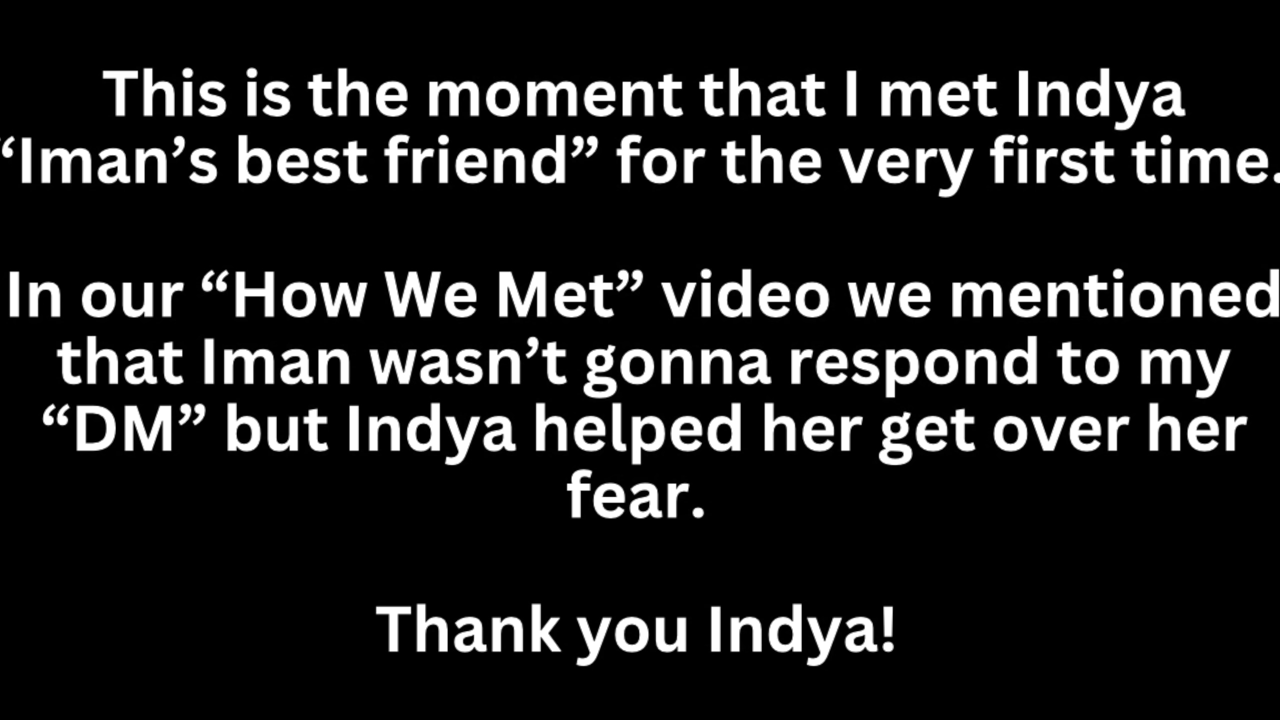 This is the moment that I met Indya
“Iman’s best friend” for the very first time.
In our “How We Met” video we mentioned
that Iman wasn’t gonna respond to my
“DM” but Indya helped her get over her
fear.
Thank you Indya!